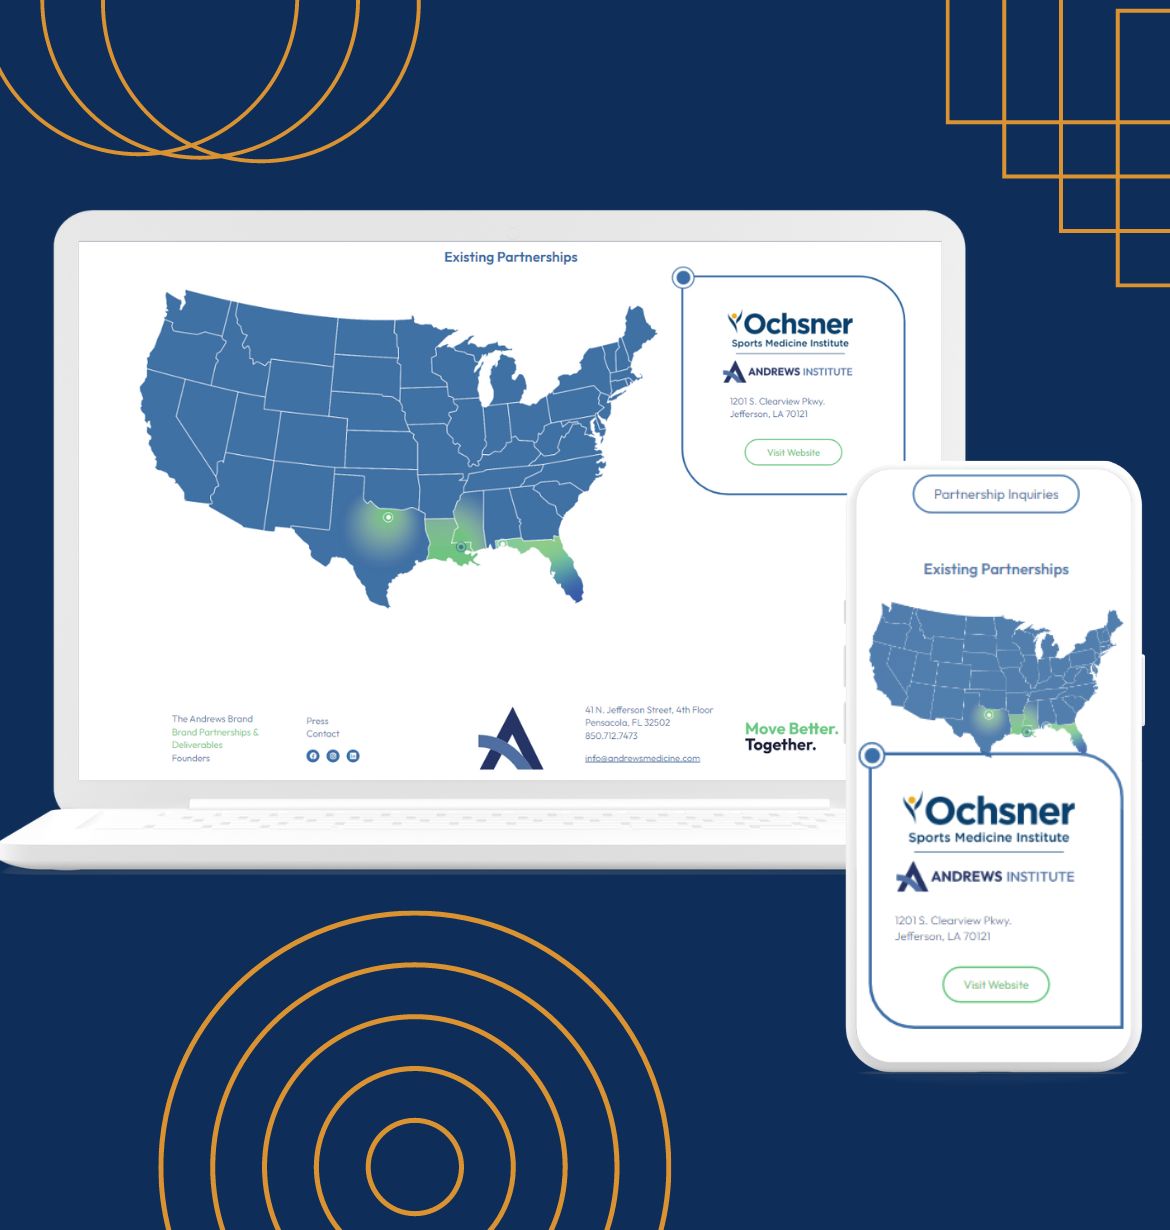 Existing Partnerships
Ochsner
Sports Medicine Institute
ANDREWS INSTITUTE
1201 S. Clearview Pkwy.
Jefferson, LA 70121
Visit Website
The Andrews Brand
Brand Partnerships &
Deliverables
Founders
Press
Contact
41 N. Jefferson Street, 4th Floor
Pensacola, FL 32502
850.712.7473
info@andrewsmedicine.com
Move Better.
Together.
Partnership Inquiries
Existing Partnerships
Ochsner
Sports Medicine Institute
ANDREWS INSTITUTE
1201 S. Clearview Pkwy.
Jefferson, LA 70121
Visit Website